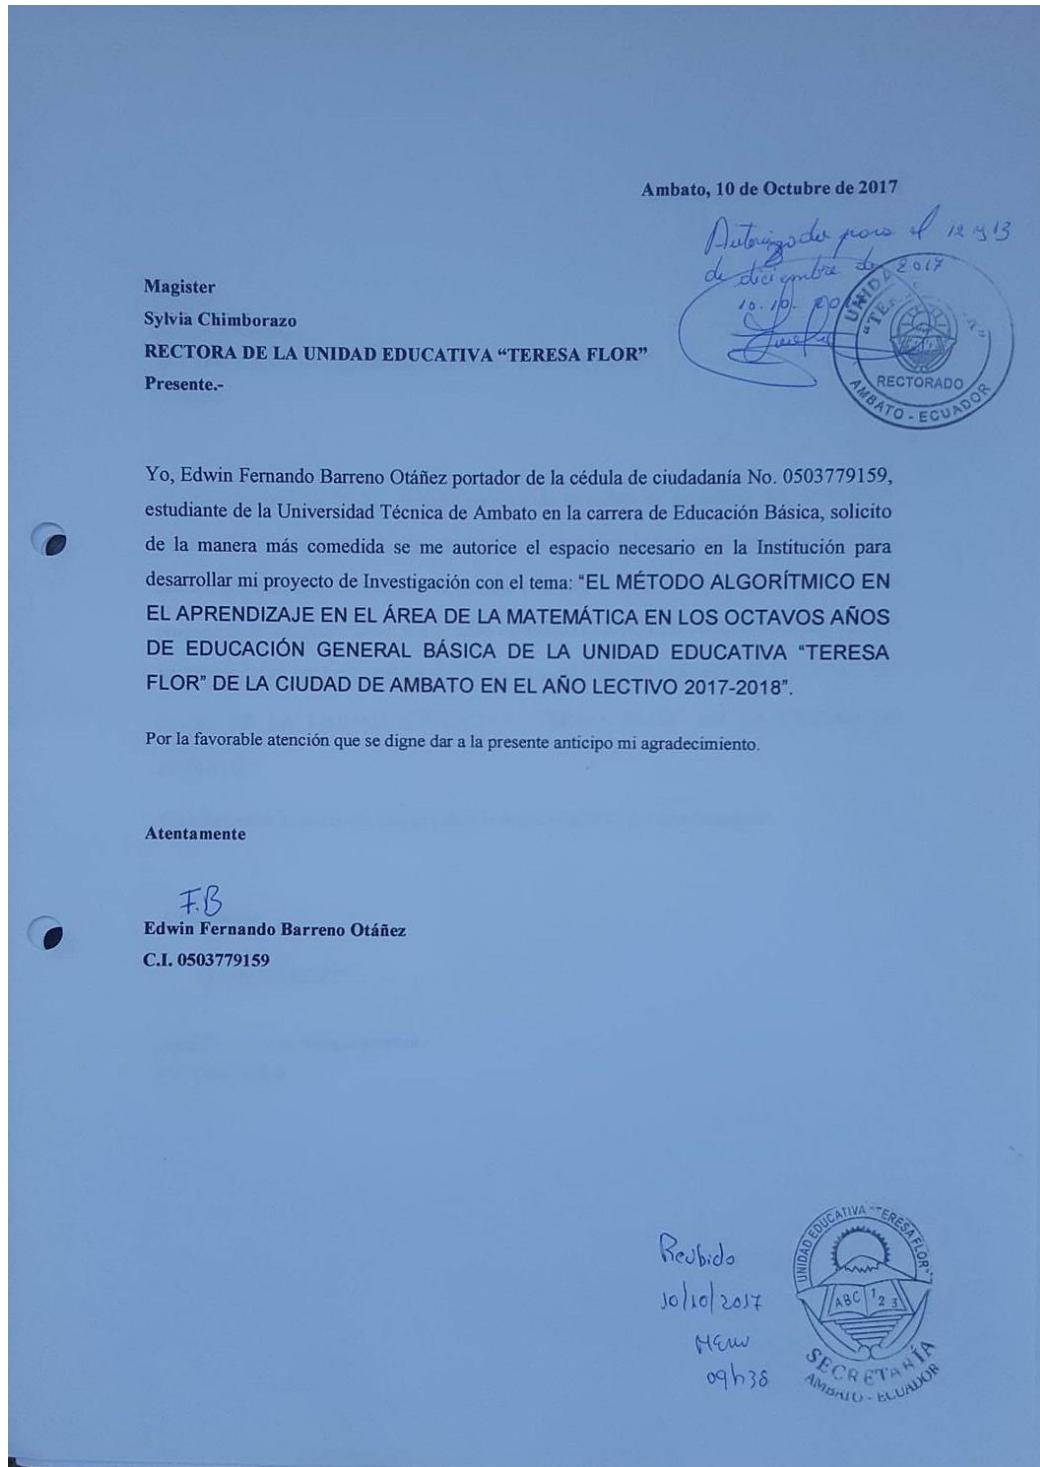 Ambato, 10 de Octubre de 2017
Autorizado para el 12 y 13
de diciembre de 2017
10.10.
UNIDA
RECTORADO
AMBATO - ECUADOR
Magister
Sylvia Chimborazo
RECTORA DE LA UNIDAD EDUCATIVA “TERESA FLOR”
Presente.-
Yo, Edwin Fernando Barreno Otáñez portador de la cédula de ciudadanía No. 0503779159,
estudiante de la Universidad Técnica de Ambato en la carrera de Educación Básica, solicito
de la manera más comedida se me autorice el espacio necesario en la Institución para
desarrollar mi proyecto de Investigación con el tema: “EL MÉTODO ALGORÍTMICO EN
EL APRENDIZAJE EN EL ÁREA DE LA MATEMÁTICA EN LOS OCTAVOS AÑOS
DE EDUCACIÓN GENERAL BÁSICA DE LA UNIDAD EDUCATIVA “TERESA
FLOR” DE LA CIUDAD DE AMBATO EN EL AÑO LECTIVO 2017-2018”.
Por la favorable atención que se digne dar a la presente anticipo mi agradecimiento.
Atentamente
F.B
Edwin Fernando Barreno Otáñez
C.I. 0503779159
Recibido
10/10/2017
09h38
UNIDAD EDUCATIVA “TERESA FLOR”
ABC 1 2 3
SECRETARÍA
AMBATO - ECUADOR